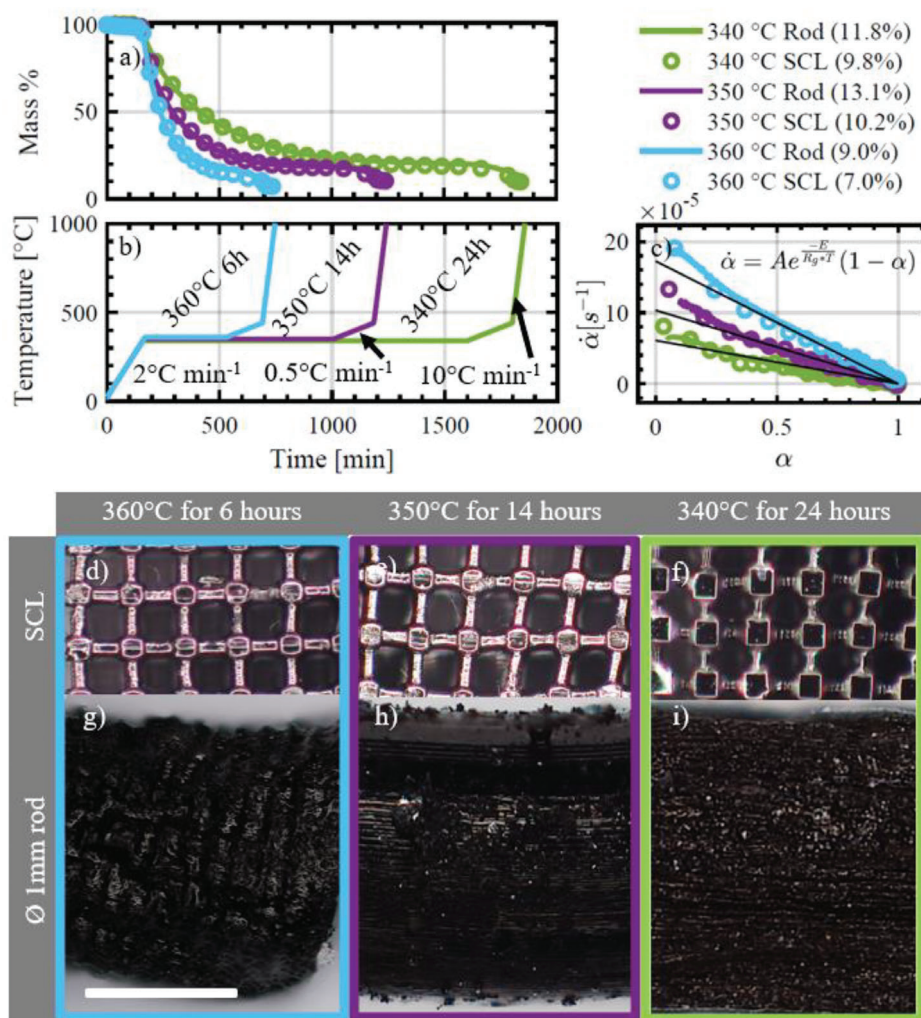 100
50
0
Mass %
a)
340 °C Rod (11.8%)
340 °C SCL (9.8%)
350 °C Rod (13.1%)
350 °C SCL (10.2%)
360 °C Rod (9.0%)
360 °C SCL (7.0%)
1000
500
0
Temperature [°C]
b)
360°C 6h
350°C 14h
340°C 24h
2°C min⁻¹
0.5°C min⁻¹
10°C min⁻¹
0
500
1000
1500
2000
Time [min]
×10⁻⁵
20
10
0
α̇[s⁻¹]
c)
α̇ = Ae^{-E/Rg*T}(1 − α)
0
0.5
1
α
360°C for 6 hours
350°C for 14 hours
340°C for 24 hours
SCL
d)
e)
f)
Ø 1mm rod
g)
h)
i)